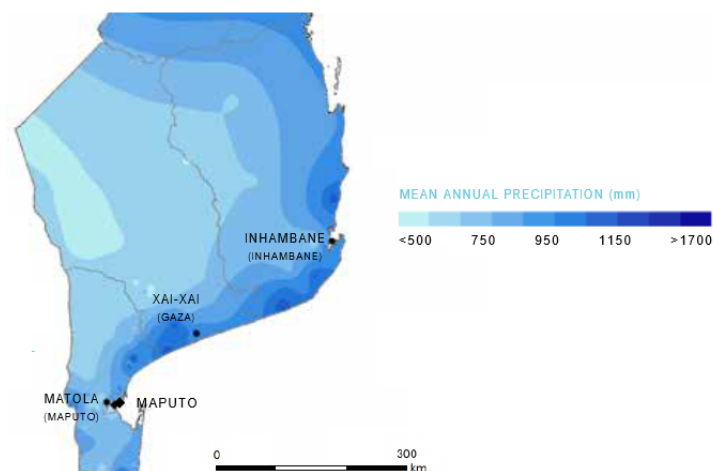 MEAN ANNUAL PRECIPITATION (mm)
<500 750 950 1150 >1700
INHAMBANE
(INHAMBANE)
XAI-XAI
(GAZA)
MATOLA
(MAPUTO)
MAPUTO
0 300
km